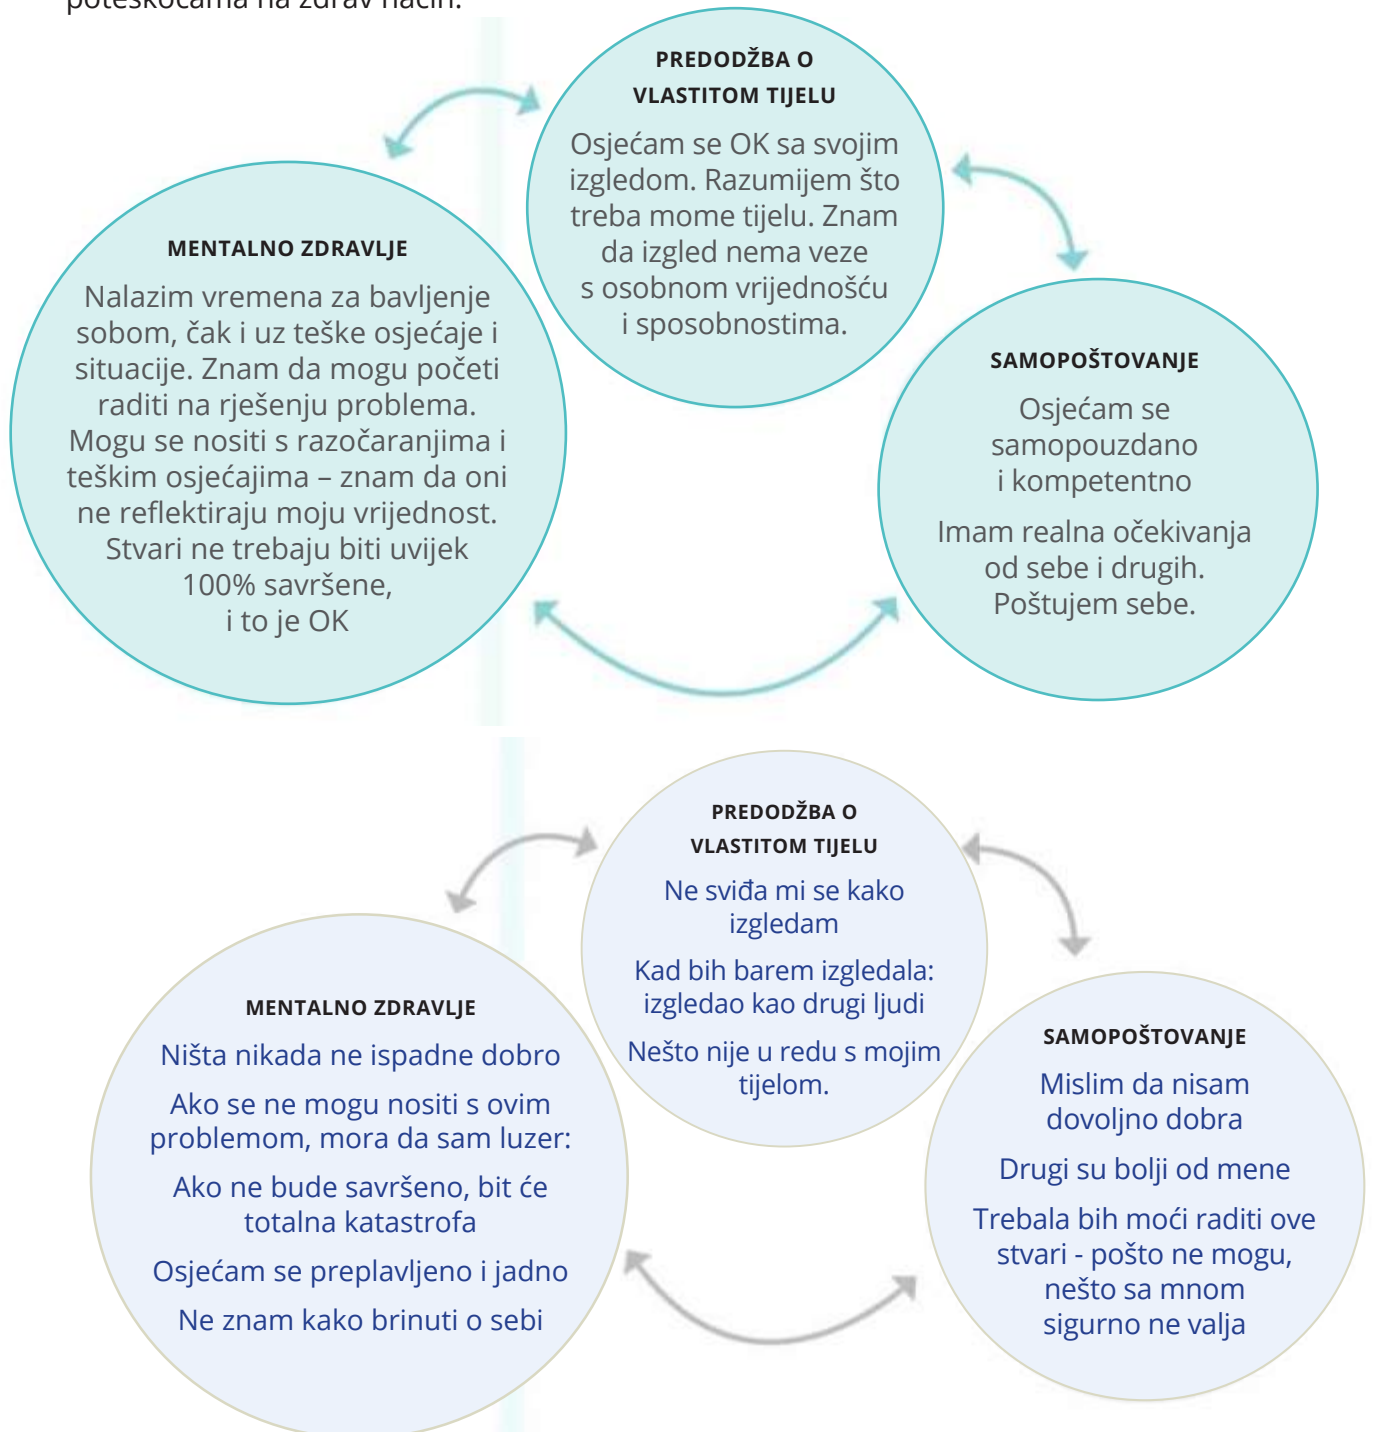 poteškoćama na zdrav način.
PREDODŽBA O
VLASTITOM TIJELU
Osjećam se OK sa svojim
izgledom. Razumijem što
treba mome tijelu. Znam
da izgled nema veze
s osobnom vrijednošću
i sposobnostima.
MENTALNO ZDRAVLJE
Nalazim vremena za bavljenje
sobom, čak i uz teške osjećaje i
situacije. Znam da mogu početi
raditi na rješenju problema.
Mogu se nositi s razočaranjima i
teškim osjećajima – znam da oni
ne reflektiraju moju vrijednost.
Stvari ne trebaju biti uvijek
100% savršene,
i to je OK
SAMOPOŠTOVANJE
Osjećam se
samopouzdano
i kompetentno
Imam realna očekivanja
od sebe i drugih.
Poštujem sebe.
PREDODŽBA O
VLASTITOM TIJELU
Ne sviđa mi se kako
izgledam
Kad bih barem izgledala:
izgledao kao drugi ljudi
Nešto nije u redu s mojim
tijelom.
MENTALNO ZDRAVLJE
Ništa nikada ne ispadne dobro
Ako se ne mogu nositi s ovim
problemom, mora da sam luzer:
Ako ne bude savršeno, bit će
totalna katastrofa
Osjećam se preplavljeno i jadno
Ne znam kako brinuti o sebi
SAMOPOŠTOVANJE
Mislim da nisam
dovoljno dobra
Drugi su bolji od mene
Trebala bih moći raditi ove
stvari - pošto ne mogu,
nešto sa mnom
sigurno ne valja